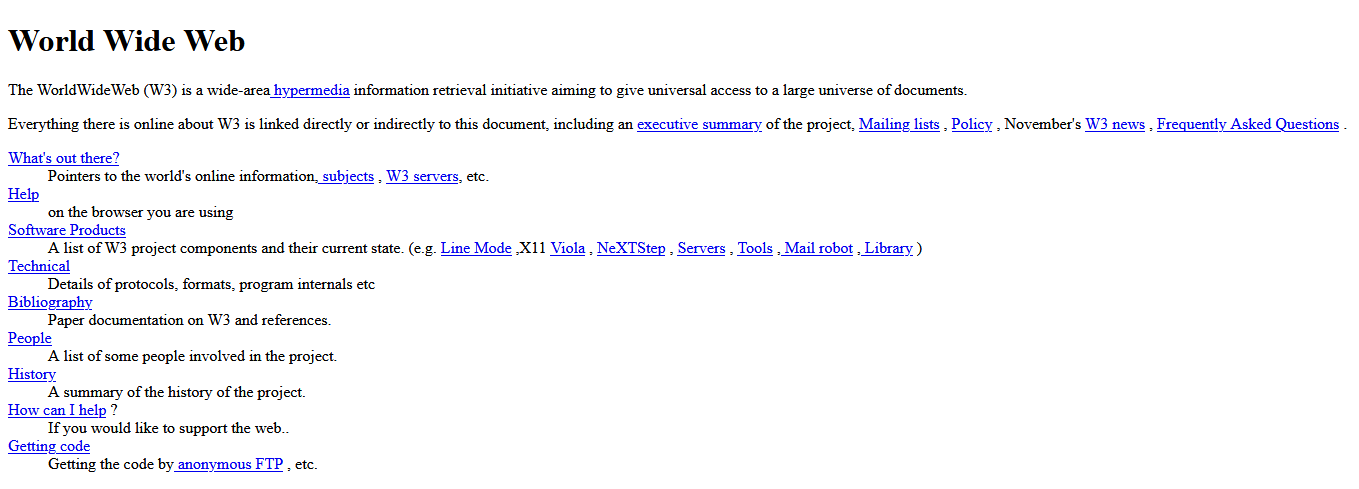 World Wide Web
The WorldWideWeb (W3) is a wide-area hypermedia information retrieval initiative aiming to give universal access to a large universe of documents.
Everything there is online about W3 is linked directly or indirectly to this document, including an executive summary of the project, Mailing lists , Policy , November's W3 news , Frequently Asked Questions .
What's out there?
Pointers to the world's online information, subjects , W3 servers, etc.
Help
on the browser you are using
Software Products
A list of W3 project components and their current state. (e.g. Line Mode ,X11 Viola , NeXTStep , Servers , Tools , Mail robot , Library )
Technical
Details of protocols, formats, program internals etc
Bibliography
Paper documentation on W3 and references.
People
A list of some people involved in the project.
History
A summary of the history of the project.
How can I help ?
If you would like to support the web..
Getting code
Getting the code by anonymous FTP , etc.